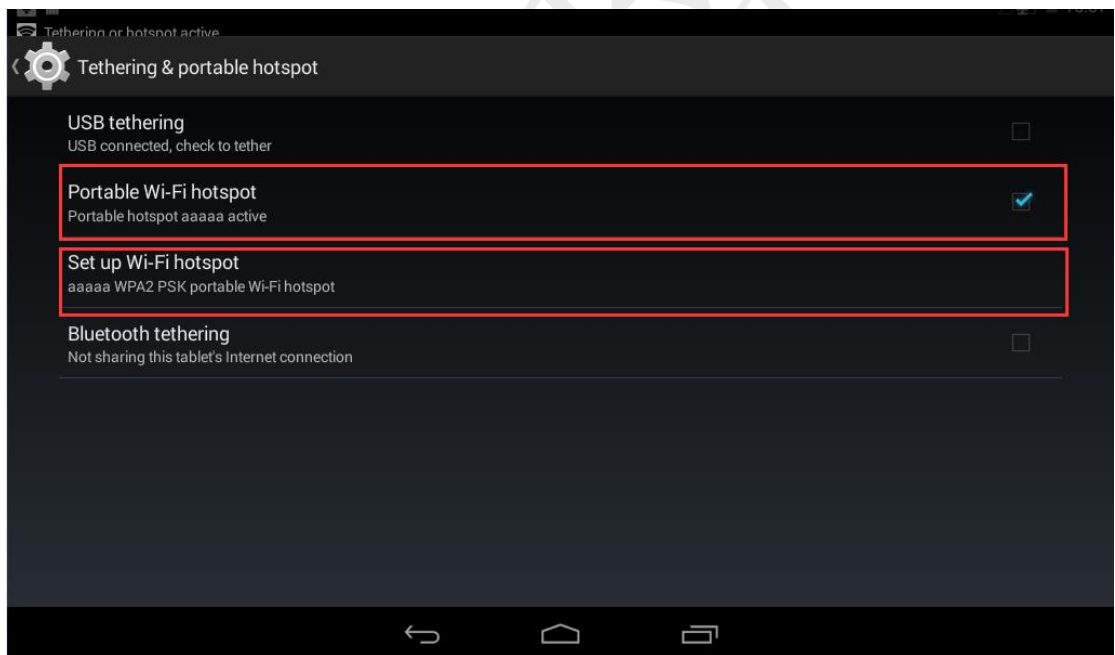 Tethering or hotspot active
Tethering & portable hotspot
USB tethering
USB connected, check to tether
Portable Wi-Fi hotspot
Portable hotspot aaaaa active
Set up Wi-Fi hotspot
aaaaa WPA2 PSK portable Wi-Fi hotspot
Bluetooth tethering
Not sharing this tablet's Internet connection